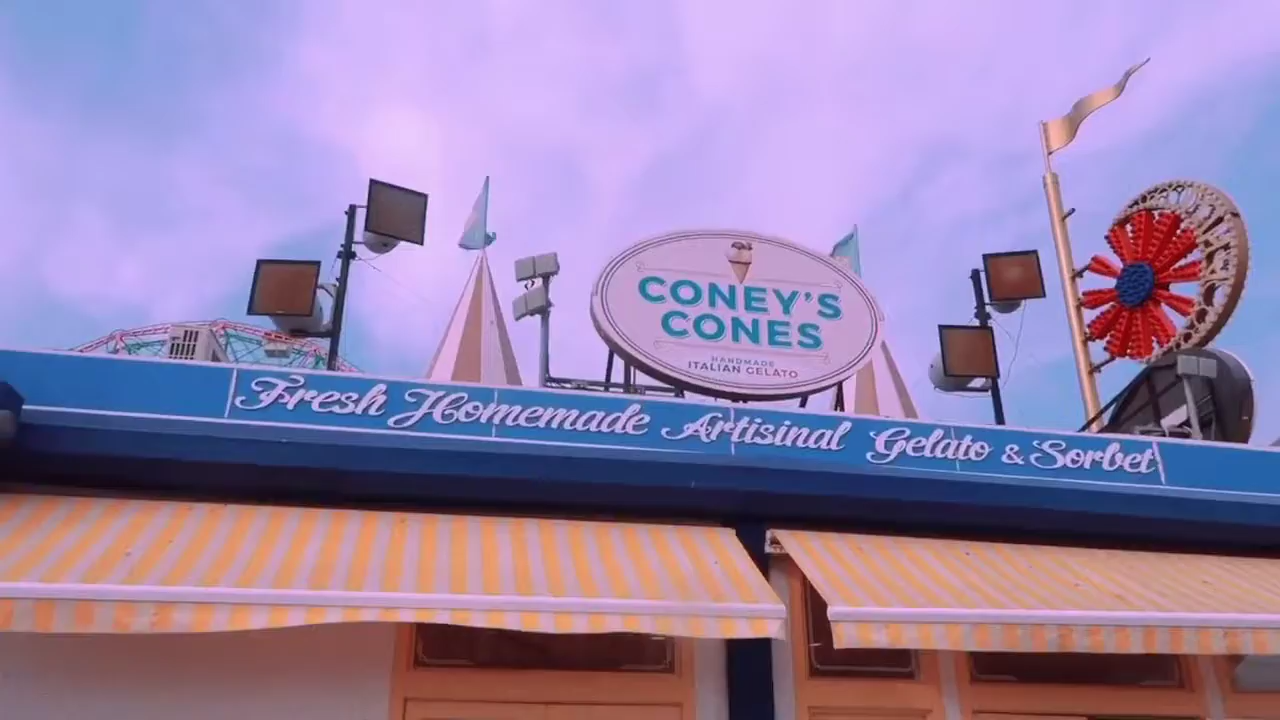 CONEY'S
CONES
HANDMADE
ITALIAN GELATO
Fresh Homemade Artisinal Gelato & Sorbet